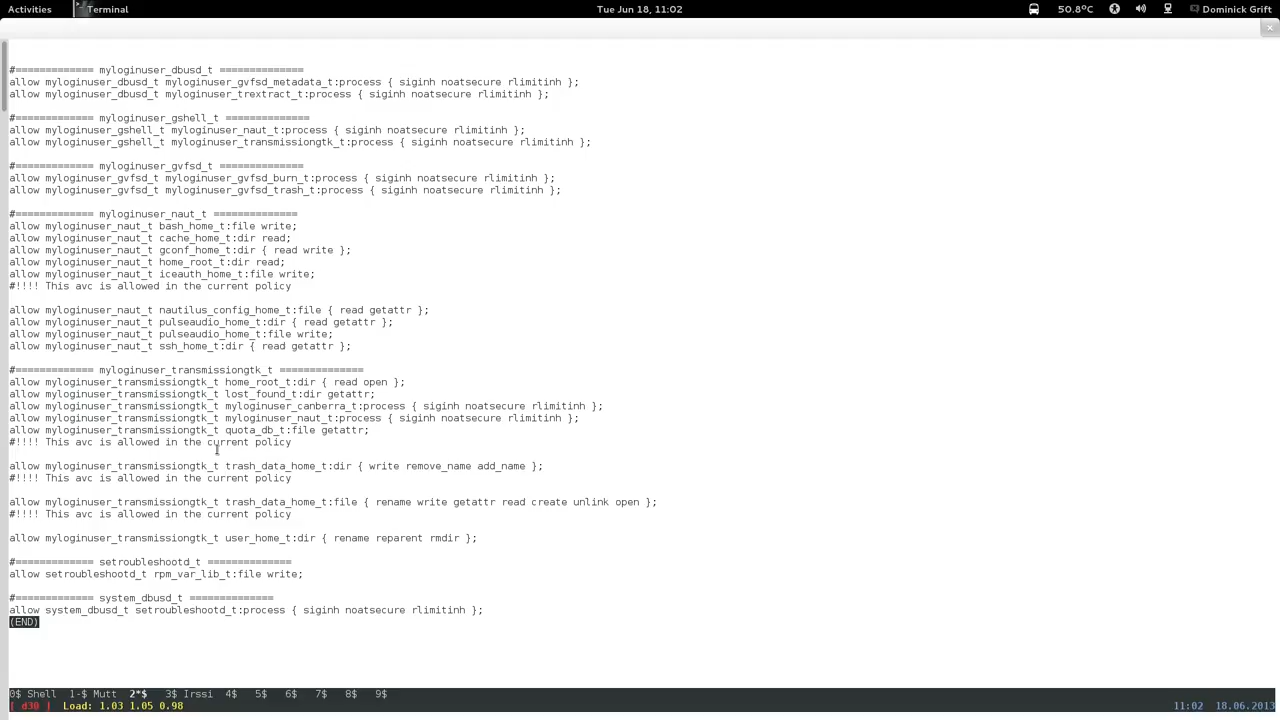 Activities Terminal Tue Jun 18, 11:02 50.8°C Dominick Grift
#============= myloginuser_dbusd_t ==============
allow myloginuser_dbusd_t myloginuser_gvfsd_metadata_t:process { siginh noatsecure rlimitinh };
allow myloginuser_dbusd_t myloginuser_trextract_t:process { siginh noatsecure rlimitinh };
#============= myloginuser_gshell_t ==============
allow myloginuser_gshell_t myloginuser_naut_t:process { siginh noatsecure rlimitinh };
allow myloginuser_gshell_t myloginuser_transmissiongtk_t:process { siginh noatsecure rlimitinh };
#============= myloginuser_gvfsd_t ==============
allow myloginuser_gvfsd_t myloginuser_gvfsd_burn_t:process { siginh noatsecure rlimitinh };
allow myloginuser_gvfsd_t myloginuser_gvfsd_trash_t:process { siginh noatsecure rlimitinh };
#============= myloginuser_naut_t ==============
allow myloginuser_naut_t bash_home_t:file write;
allow myloginuser_naut_t cache_home_t:dir read;
allow myloginuser_naut_t gconf_home_t:dir { read write };
allow myloginuser_naut_t home_root_t:dir read;
allow myloginuser_naut_t iceauth_home_t:file write;
#!!!! This avc is allowed in the current policy
allow myloginuser_naut_t nautilus_config_home_t:file { read getattr };
allow myloginuser_naut_t pulseaudio_home_t:dir { read getattr };
allow myloginuser_naut_t pulseaudio_home_t:file write;
allow myloginuser_naut_t ssh_home_t:dir { read getattr };
#============= myloginuser_transmissiongtk_t ==============
allow myloginuser_transmissiongtk_t home_root_t:dir { read open };
allow myloginuser_transmissiongtk_t lost_found_t:dir getattr;
allow myloginuser_transmissiongtk_t myloginuser_canberra_t:process { siginh noatsecure rlimitinh };
allow myloginuser_transmissiongtk_t myloginuser_naut_t:process { siginh noatsecure rlimitinh };
allow myloginuser_transmissiongtk_t quota_db_t:file getattr;
#!!!! This avc is allowed in the current policy
allow myloginuser_transmissiongtk_t trash_data_home_t:dir { write remove_name add_name };
#!!!! This avc is allowed in the current policy
allow myloginuser_transmissiongtk_t trash_data_home_t:file { rename write getattr read create unlink open };
#!!!! This avc is allowed in the current policy
allow myloginuser_transmissiongtk_t user_home_t:dir { rename reparent rmdir };
#============= setroubleshootd_t ==============
allow setroubleshootd_t rpm_var_lib_t:file write;
#============= system_dbusd_t ==============
allow system_dbusd_t setroubleshootd_t:process { siginh noatsecure rlimitinh };
(END)
0$ Shell 1-$ Mutt 2*$ 3$ Irssi 4$ 5$ 6$ 7$ 8$ 9$
[ d30 ] Load: 1.03 1.05 0.98 11:02 18.06.2013